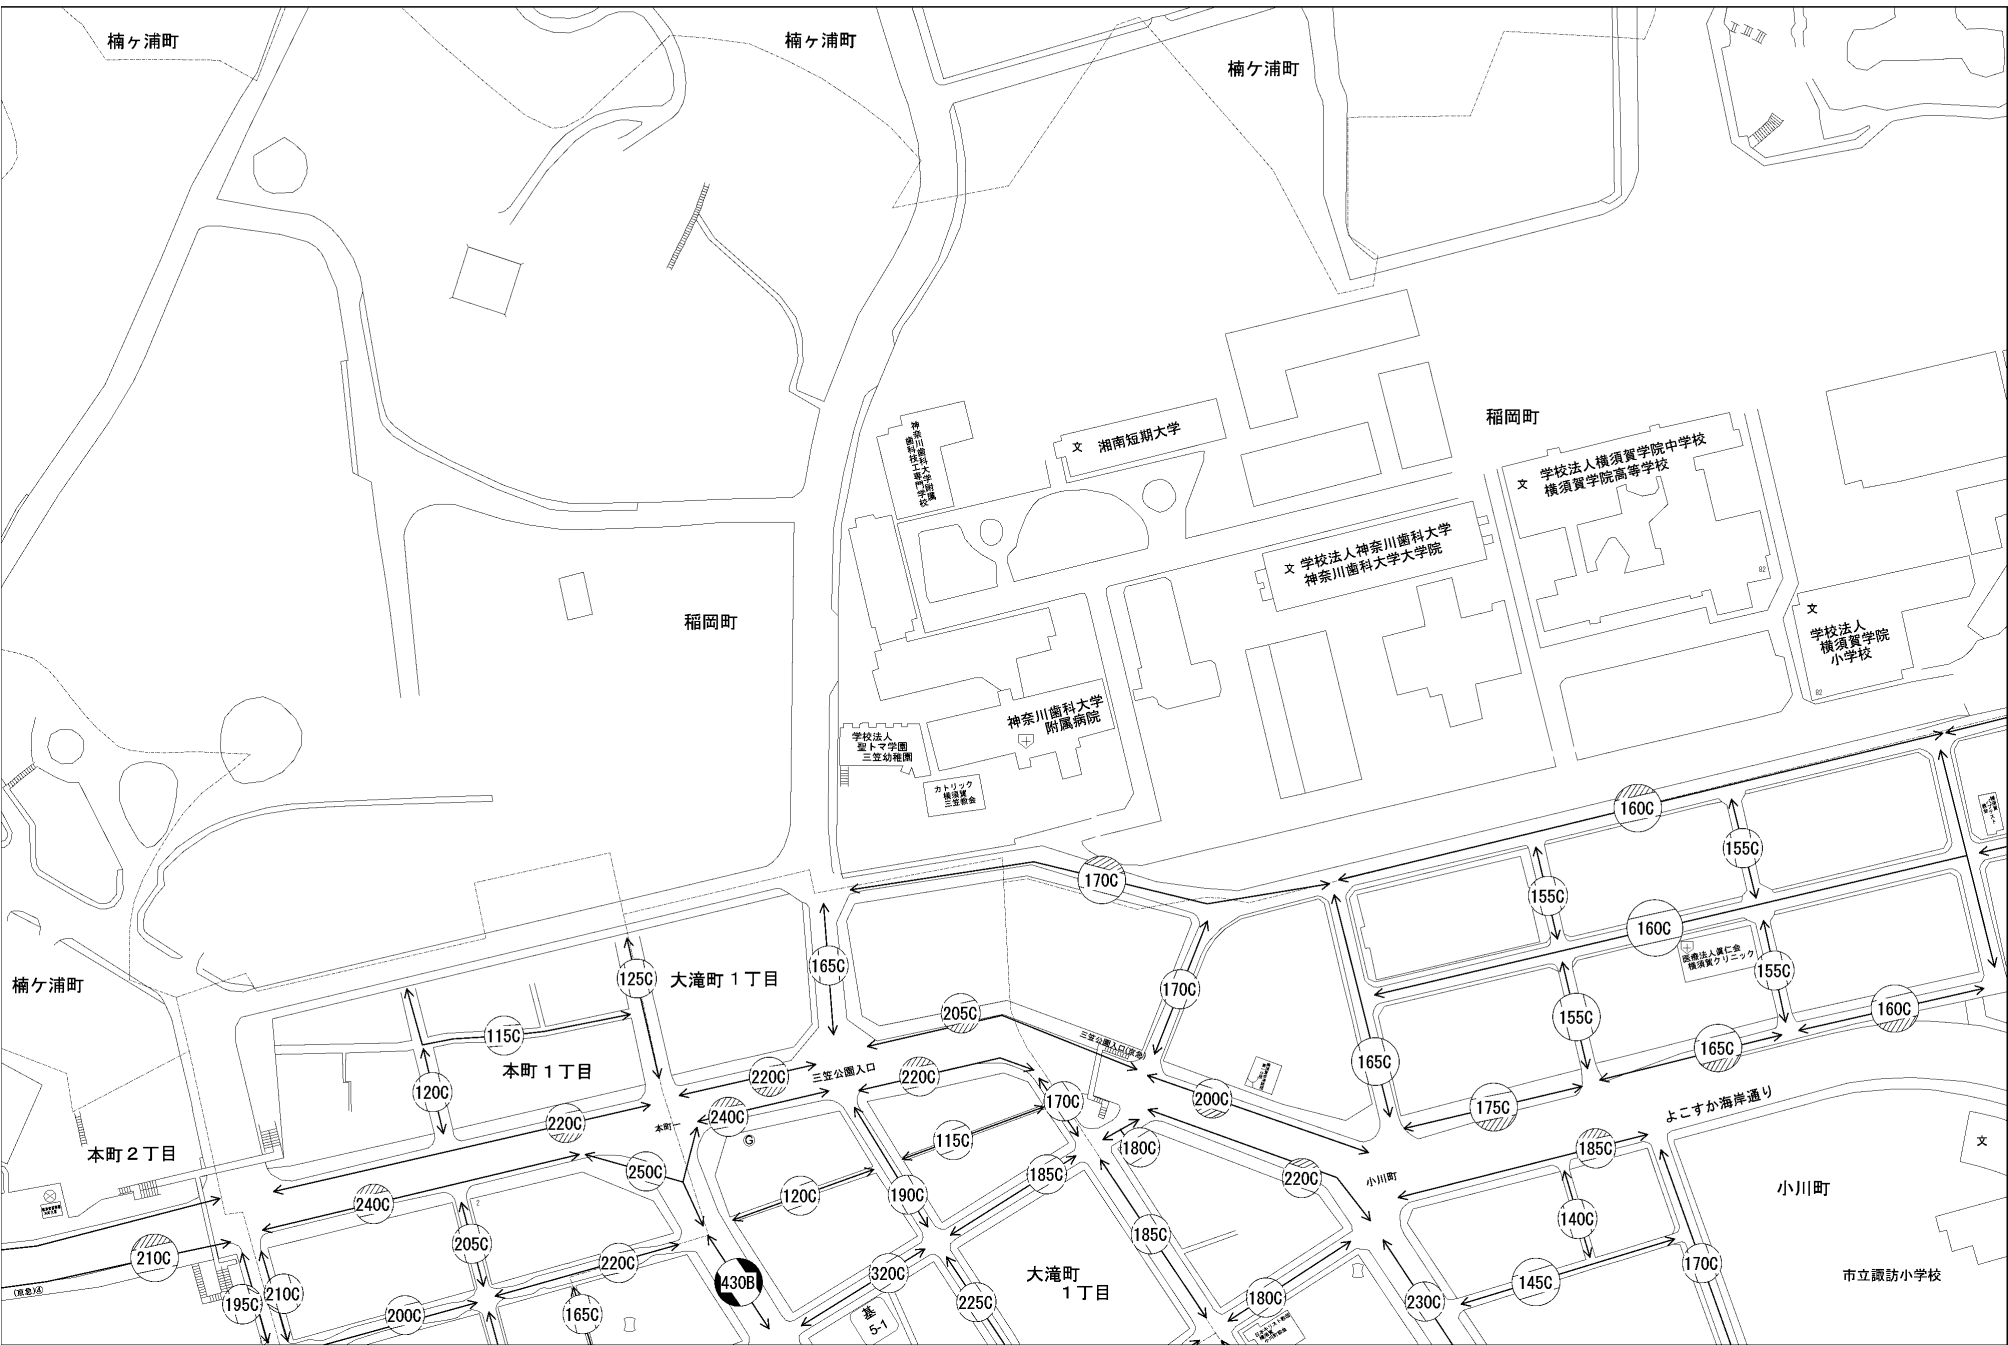 楠ヶ浦町
楠ヶ浦町
楠ケ浦町
稲岡町
神奈川歯科大学附属
歯科技工専門学校
文 湘南短期大学
文
学校法人横須賀学院中学校
横須賀学院高等学校
文 学校法人神奈川歯科大学
神奈川歯科大学大学院
82
稲岡町
文
学校法人
横須賀学院
小学校
82
神奈川歯科大学
附属病院
学校法人
聖トマ学園
三笠幼稚園
カトリック
横須賀
三笠教会
160C
155C
170C
155C
160C
医療法人眞仁会
横須賀クリニック
155C
165C
125C
大滝町1丁目
楠ケ浦町
170C
205C
155C
160C
115C
三笠公園入口(京急)
165C
165C
本町1丁目
220C
三笠公園入口
220C
120C
170C
200C
175C
よこすか海岸通り
220C
240C
本町一
G
115C
180C
185C
文
本町2丁目
250C
185C
220C
小川町
小川町
240C
2
120C
190C
140C
205C
185C
210C
220C
430B
320C
大滝町
1丁目
145C
170C
市立諏訪小学校
(京急)④
195C
210C
200C
165C
基
5-1
225C
180C
230C